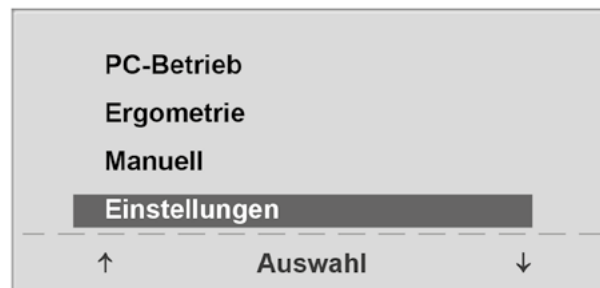 PC-Betrieb
Ergometrie
Manuell
Einstellungen
↑ Auswahl ↓